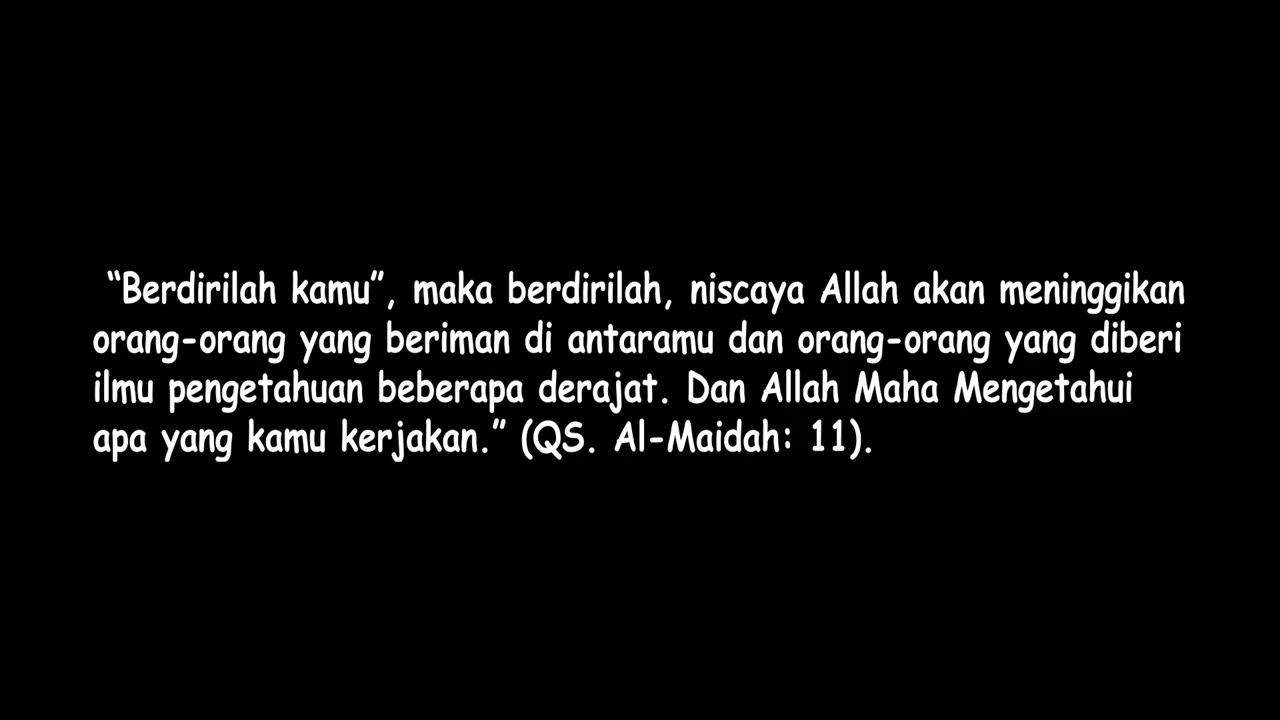 “Berdirilah kamu”, maka berdirilah, niscaya Allah akan meninggikan
orang-orang yang beriman di antaramu dan orang-orang yang diberi
ilmu pengetahuan beberapa derajat. Dan Allah Maha Mengetahui
apa yang kamu kerjakan.” (QS. Al-Maidah: 11).